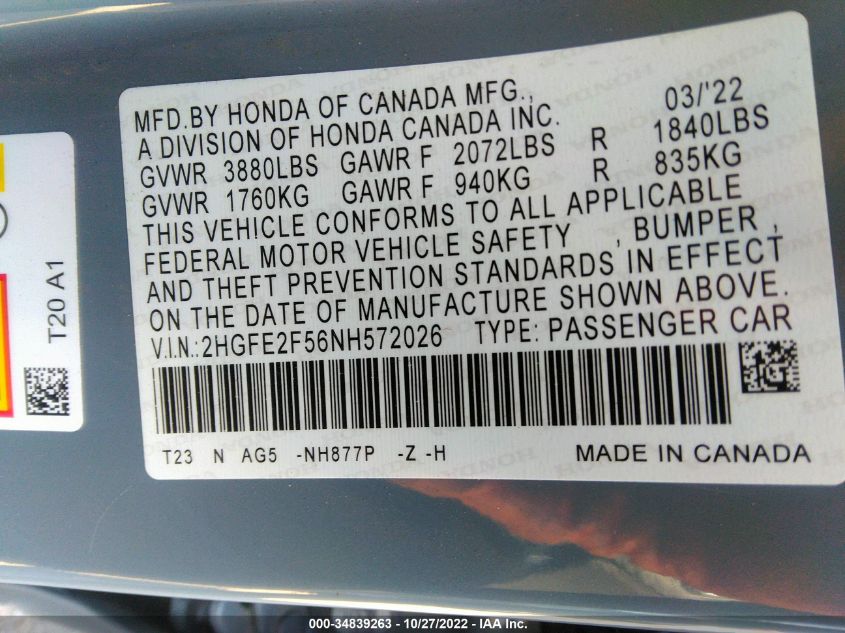 MFD.BY HONDA OF CANADA MFG., 03/'22
A DIVISION OF HONDA CANADA INC.
GVWR 3880LBS GAWR F 2072LBS R 1840LBS
GVWR 1760KG GAWR F 940KG R 835KG
THIS VEHICLE CONFORMS TO ALL APPLICABLE
FEDERAL MOTOR VEHICLE SAFETY , BUMPER ,
AND THEFT PREVENTION STANDARDS IN EFFECT
ON THE DATE OF MANUFACTURE SHOWN ABOVE.
V.I.N.:2HGFE2F56NH572026 TYPE: PASSENGER CAR
T23 N AG5 -NH877P -Z -H MADE IN CANADA
T20 A1
000-34839263 - 10/27/2022 - IAA Inc.